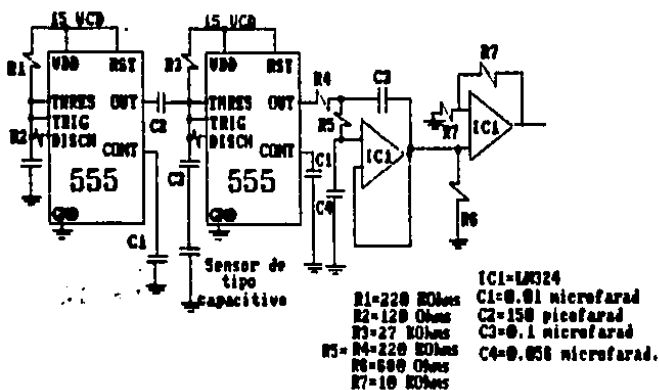 15 VCD
15 VCD
R1
VDD
RST
THRES
OUT
TRIG
R2
DISCH
CONT
555
GND
C1
C2
R3
VDD
RST
THRES
OUT
TRIG
DISCH
CONT
C3
555
GND
C1
Sensor de
tipo
capacitivo
R4
R5
C3
C4
IC1
R7
R7
IC1
R6
R1=220 KOhms
R2=120 Ohms
R3=27 KOhms
R5=R4=220 KOhms
R6=680 Ohms
R7=10 KOhms
IC1=LM324
C1=0.01 microfarad
C2=150 picofarad
C3=0.1 microfarad
C4=0.056 microfarad.